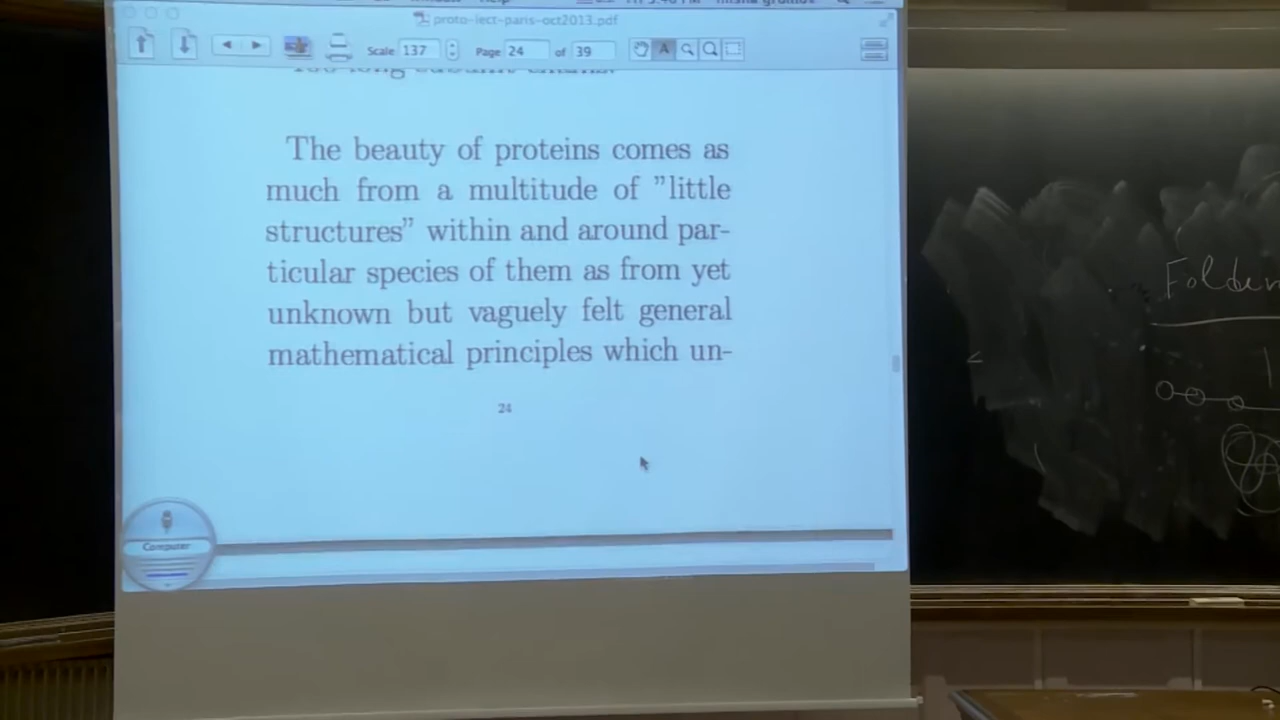 proto-lect-paris-oct2013.pdf
Scale 137 Page 24 of 39 A
The beauty of proteins comes as
much from a multitude of ”little
structures” within and around par-
ticular species of them as from yet
unknown but vaguely felt general
mathematical principles which un-
24
Computer